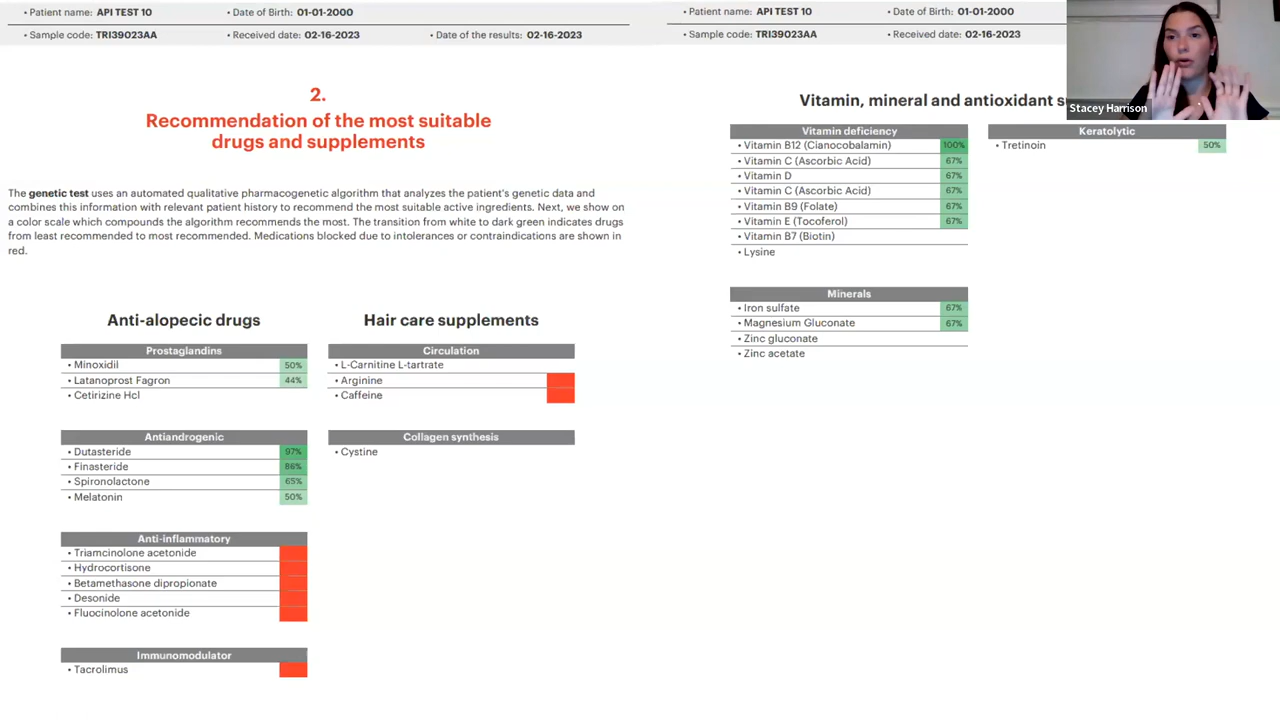 • Patient name: API TEST 10
• Date of Birth: 01-01-2000
• Sample code: TRI39023AA
• Received date: 02-16-2023
• Date of the results: 02-16-2023
2.
Recommendation of the most suitable
drugs and supplements
The genetic test uses an automated qualitative pharmacogenetic algorithm that analyzes the patient's genetic data and
combines this information with relevant patient history to recommend the most suitable active ingredients. Next, we show on
a color scale which compounds the algorithm recommends the most. The transition from white to dark green indicates drugs
from least recommended to most recommended. Medications blocked due to intolerances or contraindications are shown in
red.
Anti-alopecic drugs
Prostaglandins
• Minoxidil 50%
• Latanoprost Fagron 44%
• Cetirizine Hcl
Antiandrogenic
• Dutasteride 97%
• Finasteride 86%
• Spironolactone 65%
• Melatonin 50%
Anti-inflammatory
• Triamcinolone acetonide
• Hydrocortisone
• Betamethasone dipropionate
• Desonide
• Fluocinolone acetonide
Immunomodulator
• Tacrolimus
Hair care supplements
Circulation
• L-Carnitine L-tartrate
• Arginine
• Caffeine
Collagen synthesis
• Cystine
• Patient name: API TEST 10
• Date of Birth: 01-01-2000
• Sample code: TRI39023AA
• Received date: 02-16-2023
Vitamin, mineral and antioxidant
Vitamin deficiency
• Vitamin B12 (Cianocobalamin) 100%
• Vitamin C (Ascorbic Acid) 67%
• Vitamin D 67%
• Vitamin C (Ascorbic Acid) 67%
• Vitamin B9 (Folate) 67%
• Vitamin E (Tocoferol) 67%
• Vitamin B7 (Biotin)
• Lysine
Minerals
• Iron sulfate 67%
• Magnesium Gluconate 67%
• Zinc gluconate
• Zinc acetate
Keratolytic
• Tretinoin 50%
Stacey Harrison